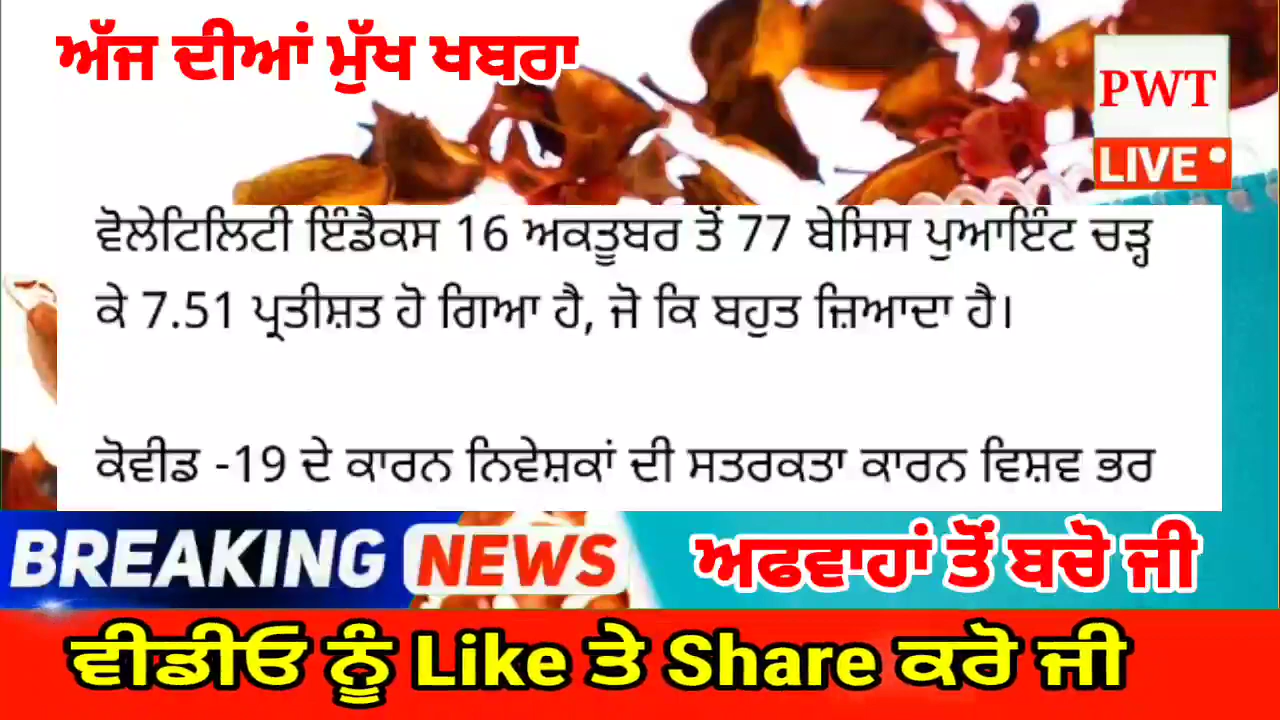 ਅੱਜ ਦੀਆਂ ਮੁੱਖ ਖਬਰਾ
PWT
LIVE
ਵੋਲੇਟਿਲਿਟੀ ਇੰਡੈਕਸ 16 ਅਕਤੂਬਰ ਤੋਂ 77 ਬੇਸਿਸ ਪੁਆਇੰਟ ਚੜ੍ਹ
ਕੇ 7.51 ਪ੍ਰਤੀਸ਼ਤ ਹੋ ਗਿਆ ਹੈ, ਜੋ ਕਿ ਬਹੁਤ ਜ਼ਿਆਦਾ ਹੈ।
ਕੋਵੀਡ -19 ਦੇ ਕਾਰਨ ਨਿਵੇਸ਼ਕਾਂ ਦੀ ਸਤਰਕਤਾ ਕਾਰਨ ਵਿਸ਼ਵ ਭਰ
BREAKING NEWS
ਅਫਵਾਹਾਂ ਤੋਂ ਬਚੋ ਜੀ
ਵੀਡੀਓ ਨੂੰ Like ਤੇ Share ਕਰੋ ਜੀ